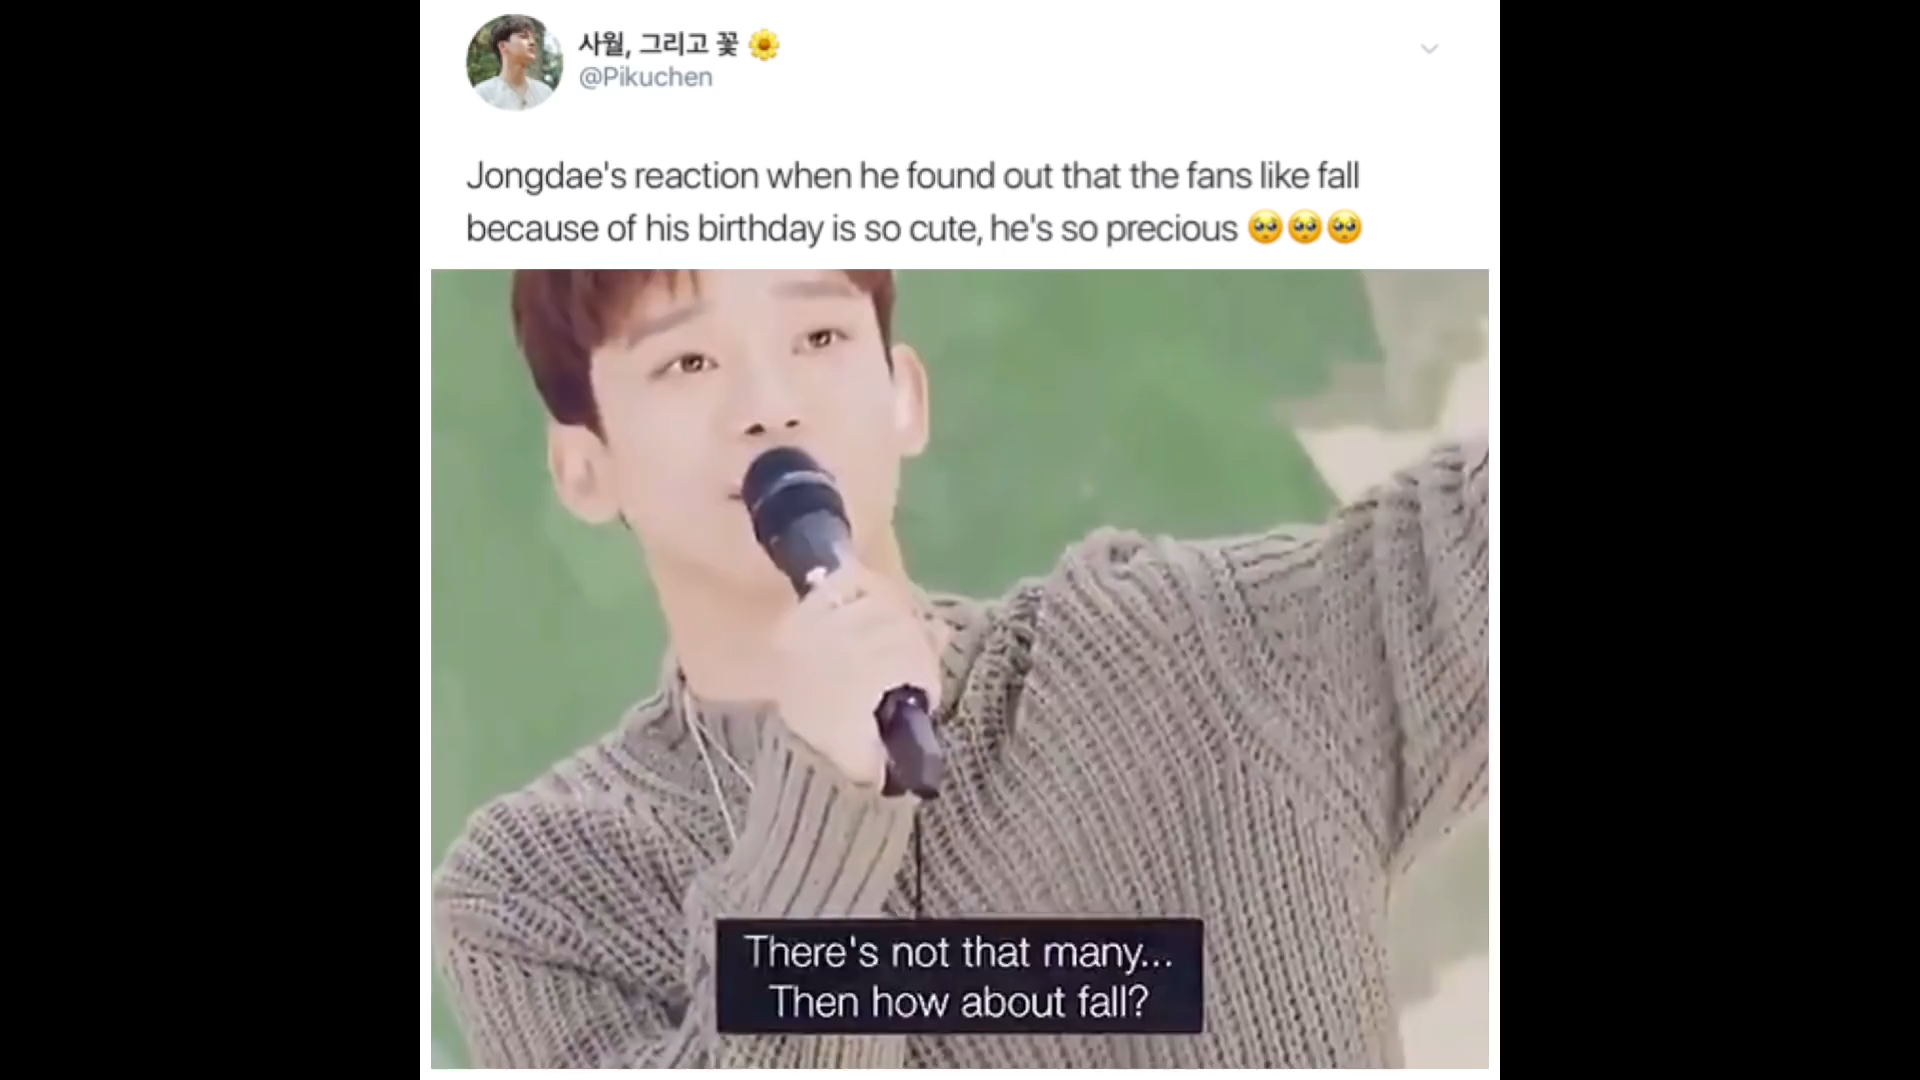 사월, 그리고 꽃 🌼
@Pikuchen
Jongdae's reaction when he found out that the fans like fall
because of his birthday is so cute, he's so precious 🥺🥺🥺
There's not that many...
Then how about fall?